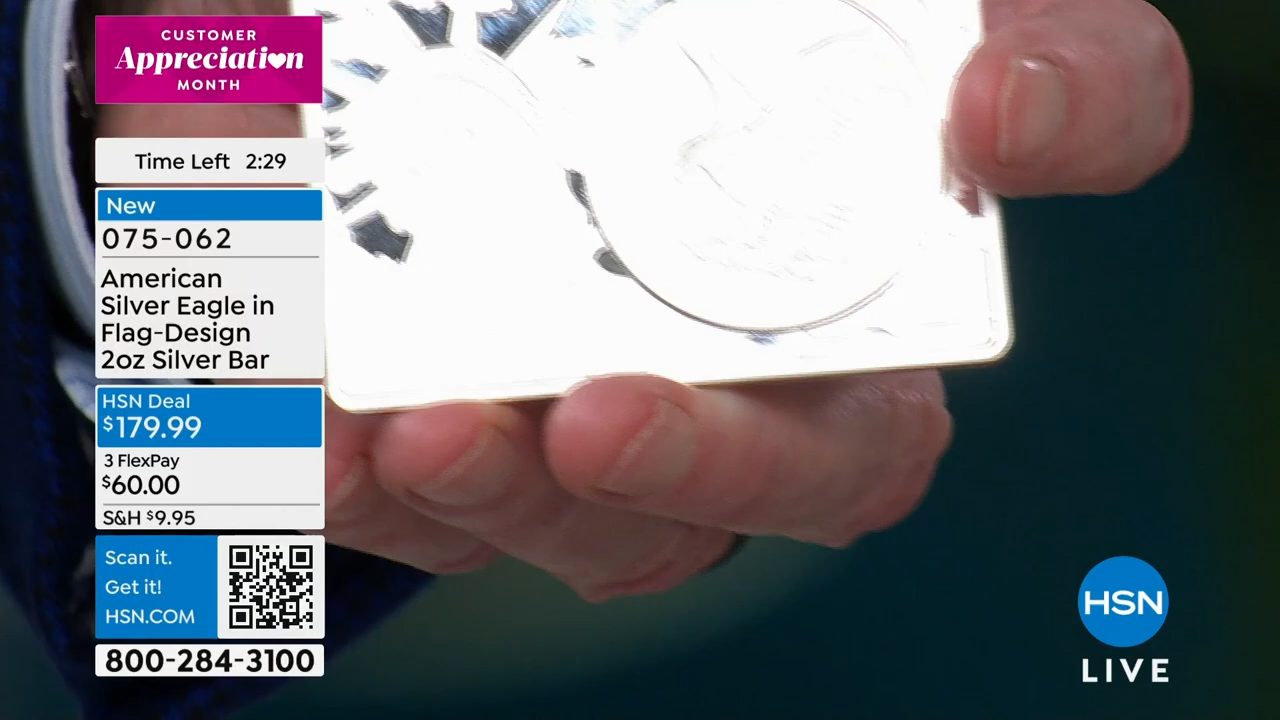 CUSTOMER
Appreciation
MONTH
Time Left 2:29
New
075-062
American
Silver Eagle in
Flag-Design
2oz Silver Bar
HSN Deal
$179.99
3 FlexPay
$60.00
S&H $9.95
Scan it.
Get it!
HSN.COM
800-284-3100
HSN
LIVE